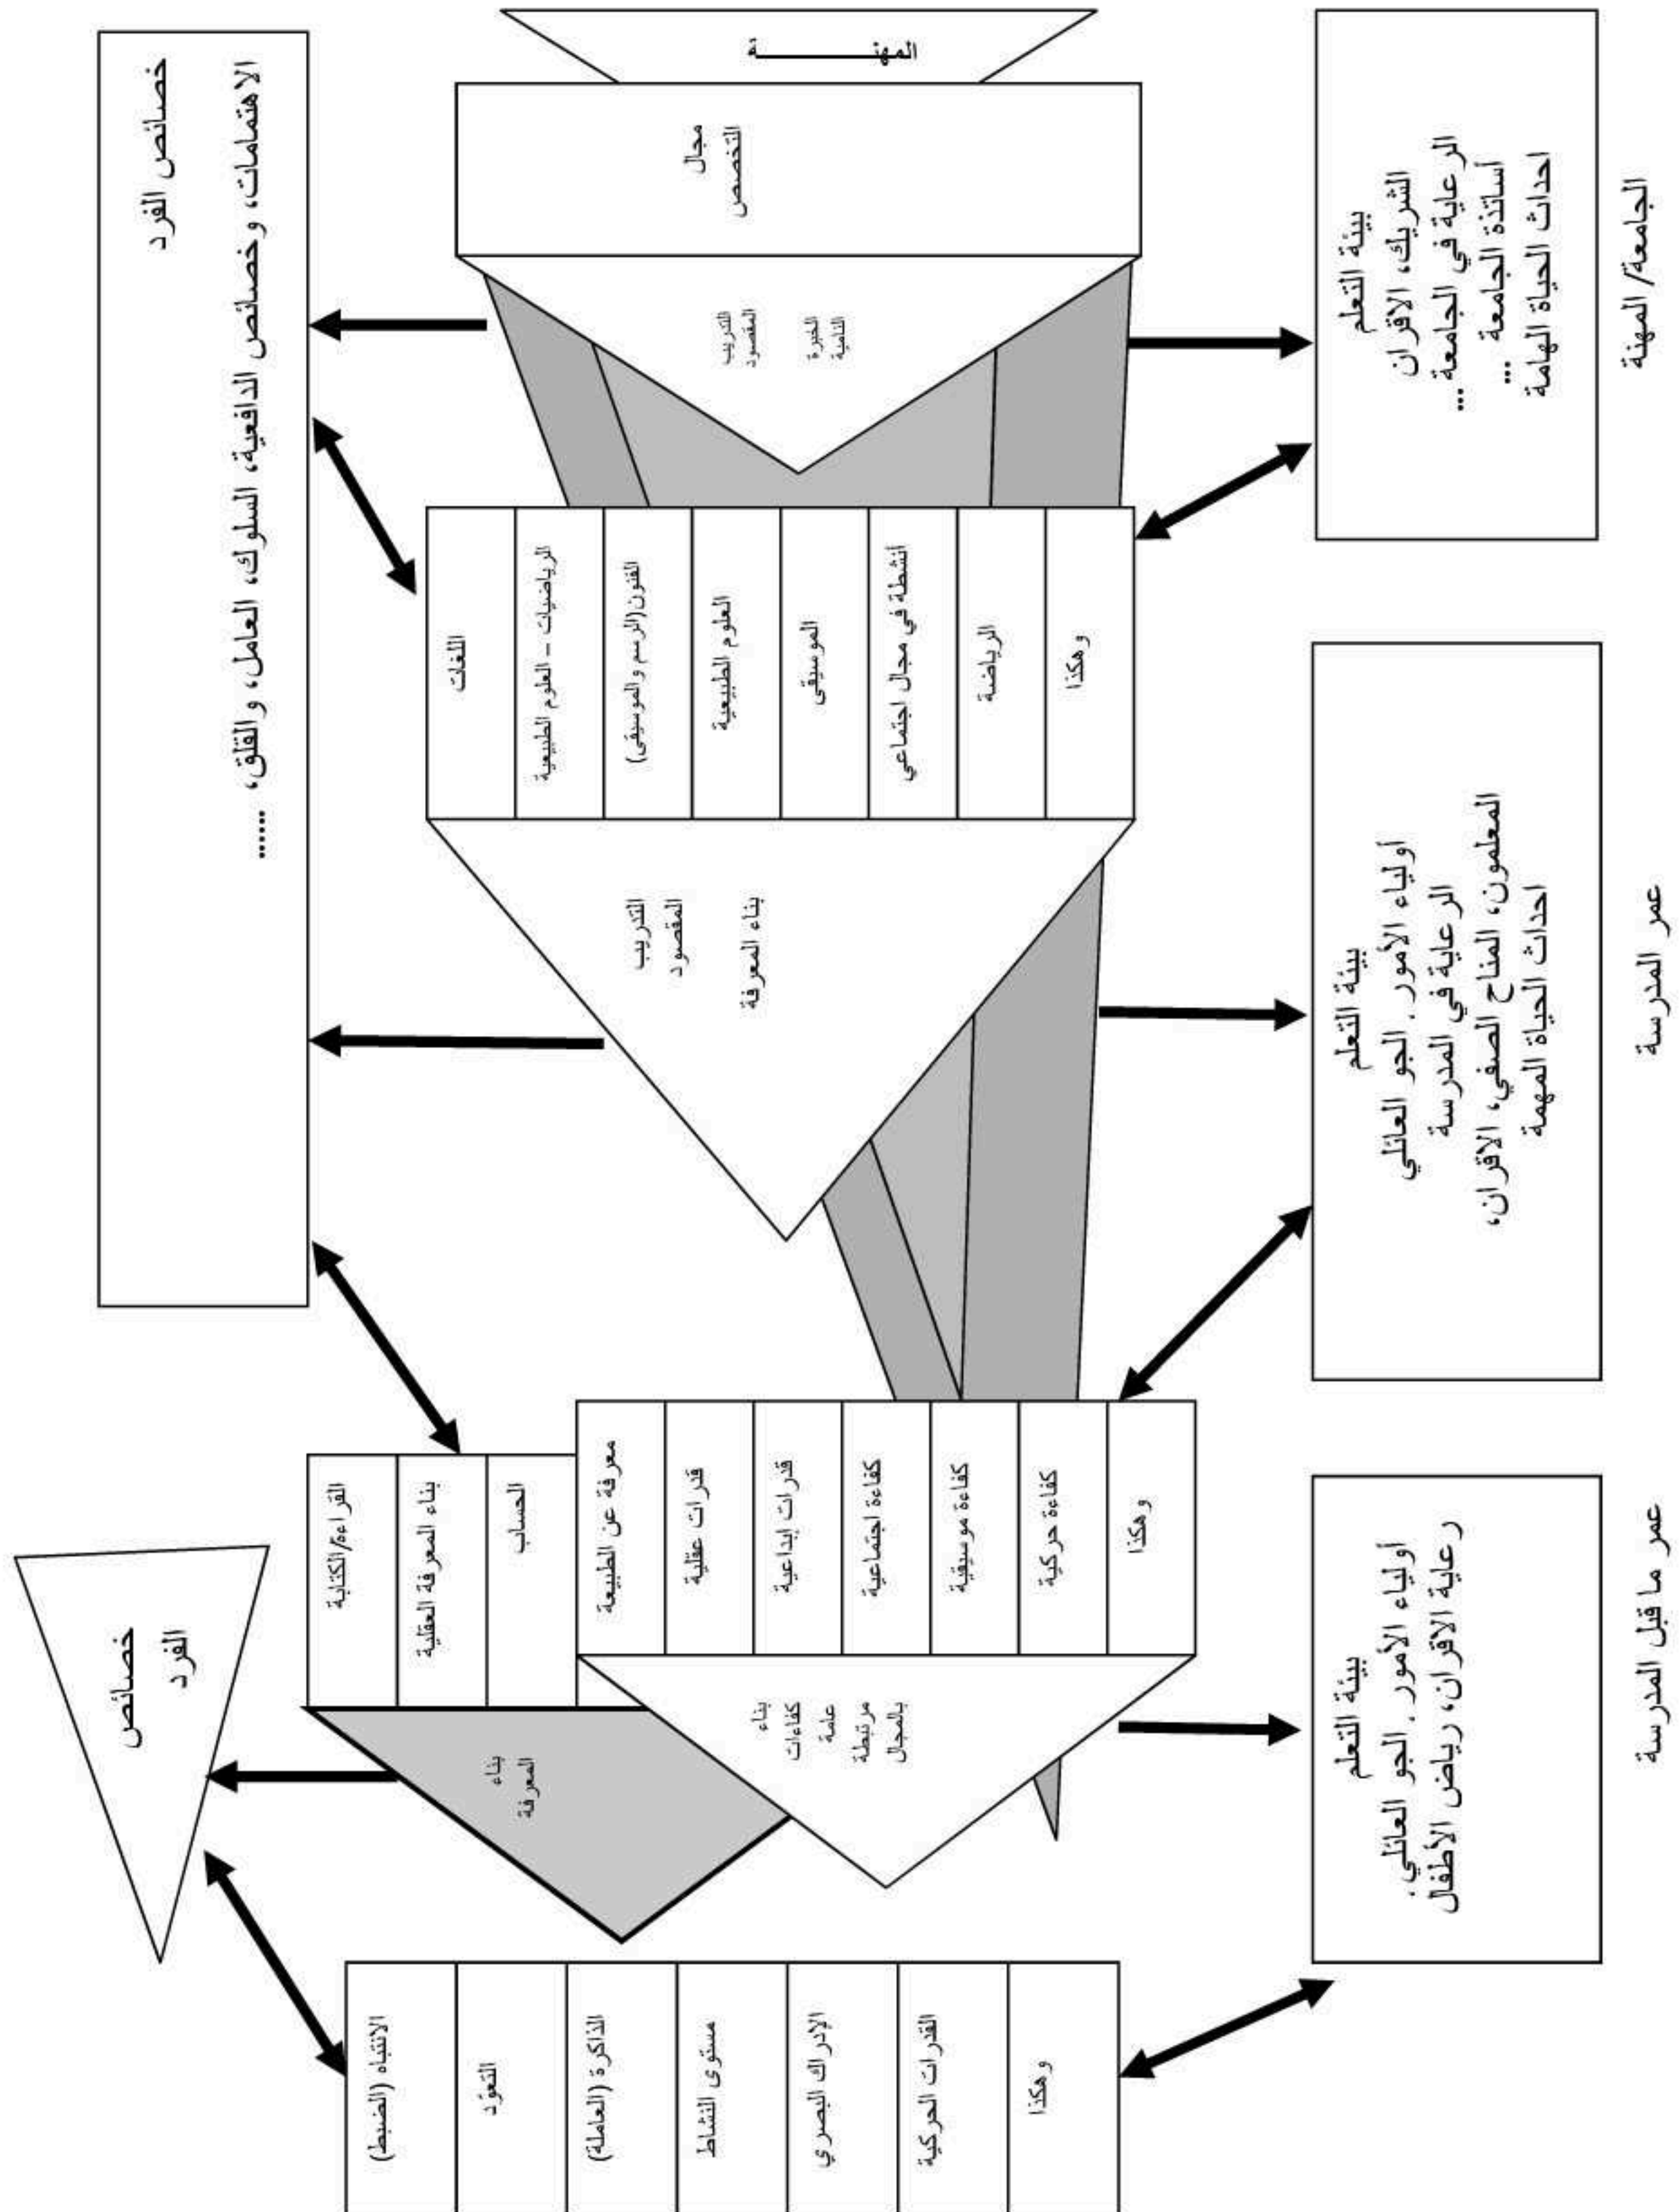 خصائص الفرد
الاهتمامات، وخصائص الدافعية، السلوك، العامل، والقلق، ......
خصائص
الفرد
المهنــــــــــــة
مجال
التخصص
التدريب
المقصود
الخبرة
النامية
اللغات
الرياضيات – العلوم الطبيعية
الفنون(الرسم والموسيقى)
العلوم الطبيعية
الموسيقى
أنشطة في مجال اجتماعي
الرياضة
وهكذا
التدريب
المقصود
بناء المعرفة
القراءة/الكتابة
بناء المعرفة العقلية
الحساب
معرفة عن الطبيعة
قدرات عقلية
قدرات إبداعية
كفاءة اجتماعية
كفاءة موسيقية
كفاءة حركية
وهكذا
بناء
المعرفة
بناء
كفاءات
عامة
مرتبطة
بالمجال
الانتباه (الضبط)
التعوّد
الذاكرة (العاملة)
مستوى النشاط
الإدراك البصري
القدرات الحركية
وهكذا
بيئة التعلم
الشريك، الاقران
الرعاية في الجامعة ...
أساتذة الجامعة ...
احداث الحياة الهامة
الجامعة/ المهنة
بيئة التعلم
أولياء الأمور. الجو العائلي
الرعاية في المدرسة
المعلمون، المناخ الصفي، الاقران،
احداث الحياة المهمة
عمر المدرسة
بيئة التعلم
أولياء الأمور. الجو العائلي.
رعاية الاقران، رياض الأطفال
عمر ما قبل المدرسة